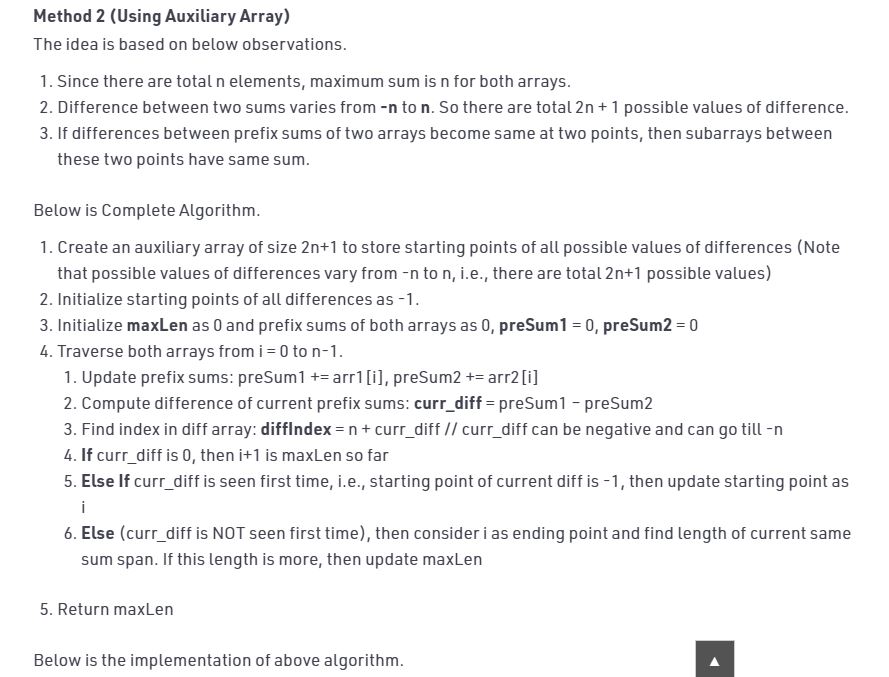 Method 2 (Using Auxiliary Array)
The idea is based on below observations.
1. Since there are total n elements, maximum sum is n for both arrays.
2. Difference between two sums varies from -n to n. So there are total 2n + 1 possible values of difference.
3. If differences between prefix sums of two arrays become same at two points, then subarrays between
these two points have same sum.
Below is Complete Algorithm.
1. Create an auxiliary array of size 2n+1 to store starting points of all possible values of differences (Note
that possible values of differences vary from -n to n, i.e., there are total 2n+1 possible values)
2. Initialize starting points of all differences as -1.
3. Initialize maxLen as 0 and prefix sums of both arrays as 0, preSum1 = 0, preSum2 = 0
4. Traverse both arrays from i = 0 to n-1.
1. Update prefix sums: preSum1 += arr1[i], preSum2 += arr2[i]
2. Compute difference of current prefix sums: curr_diff = preSum1 – preSum2
3. Find index in diff array: diffIndex = n + curr_diff // curr_diff can be negative and can go till -n
4. If curr_diff is 0, then i+1 is maxLen so far
5. Else If curr_diff is seen first time, i.e., starting point of current diff is -1, then update starting point as
i
6. Else (curr_diff is NOT seen first time), then consider i as ending point and find length of current same
sum span. If this length is more, then update maxLen
5. Return maxLen
Below is the implementation of above algorithm.